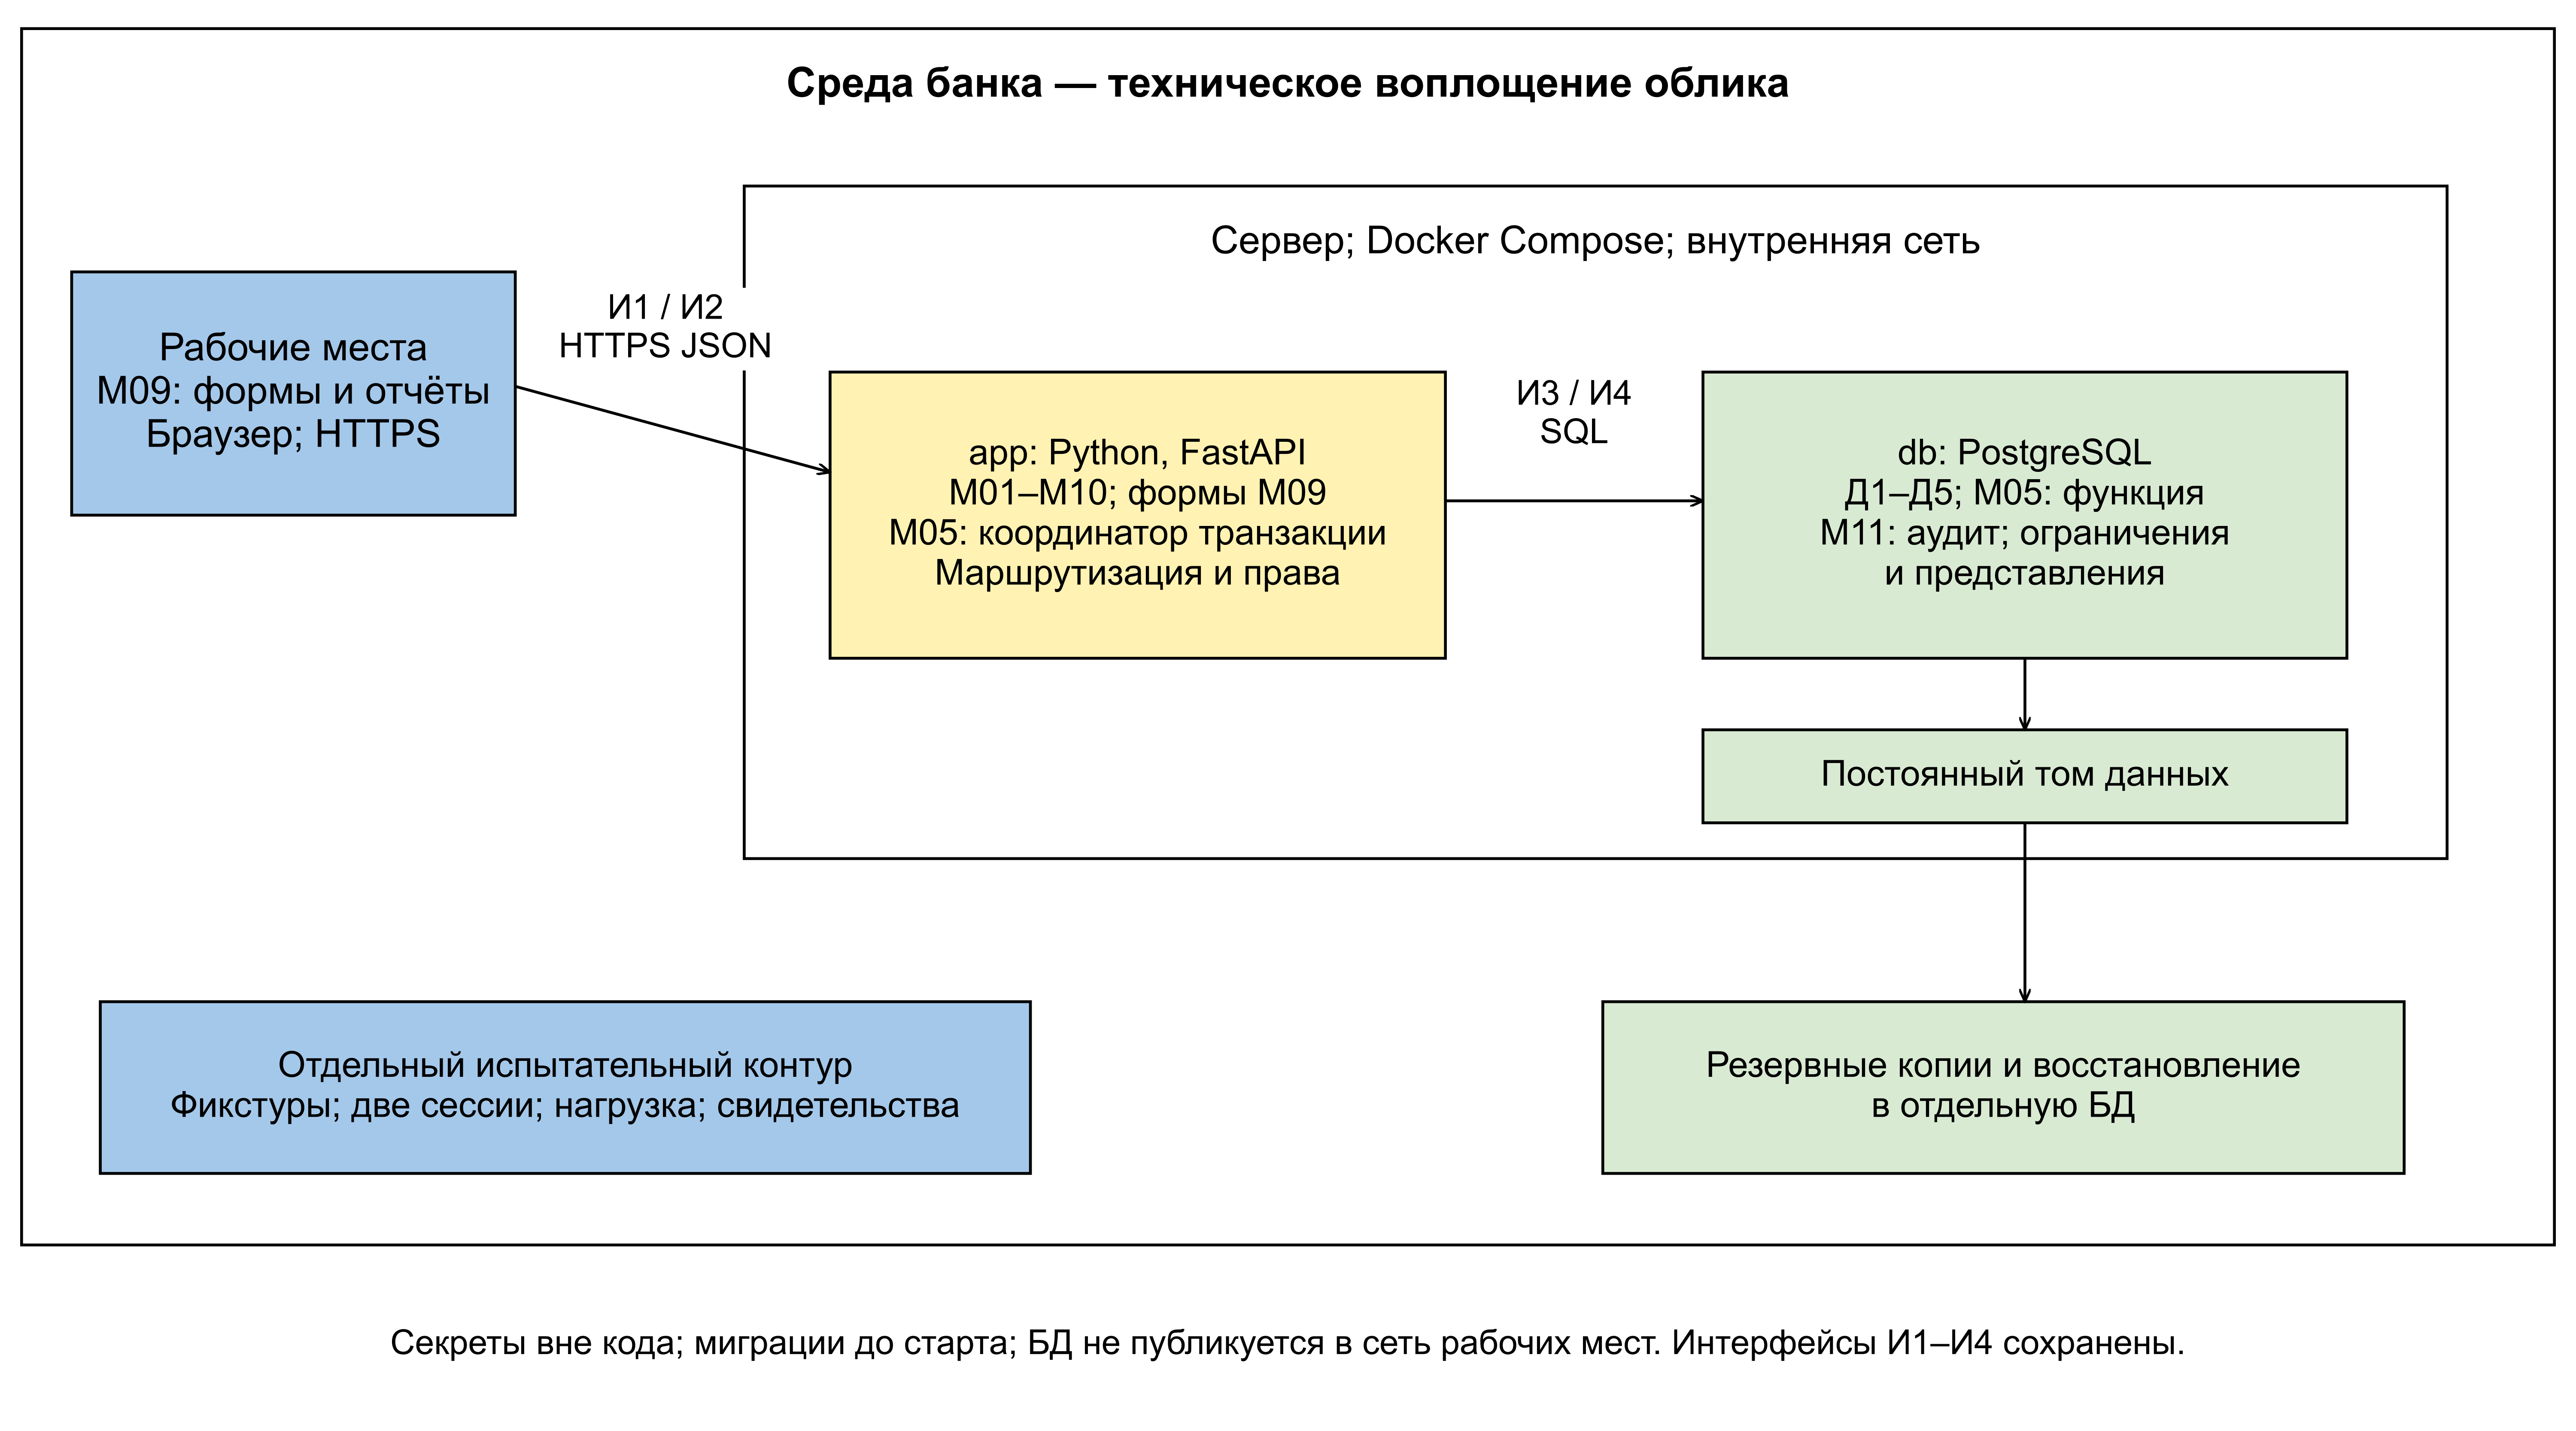 Среда банка — техническое воплощение облика
Сервер; Docker Compose; внутренняя сеть
Рабочие места
М09: формы и отчёты
Браузер; HTTPS
И1 / И2
HTTPS JSON
app: Python, FastAPI
М01–М10; формы М09
М05: координатор транзакции
Маршрутизация и права
И3 / И4
SQL
db: PostgreSQL
Д1–Д5; М05: функция
М11: аудит; ограничения
и представления
Постоянный том данных
Отдельный испытательный контур
Фикстуры; две сессии; нагрузка; свидетельства
Резервные копии и восстановление
в отдельную БД
Секреты вне кода; миграции до старта; БД не публикуется в сеть рабочих мест. Интерфейсы И1–И4 сохранены.